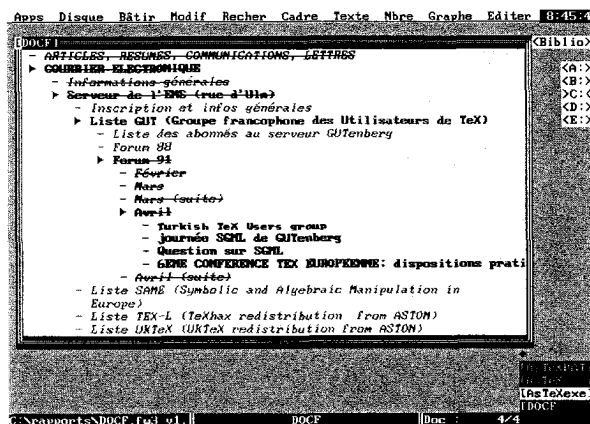 Apps Disque Bâtir Modif Recher Cadre Texte Nbre Graphe Editer 8:45:4
[DOCF]
<Biblio>
- ARTICLES, RESUMES, COMMUNICATIONS, LETTRES
► COURRIER ELECTRONIQUE
- Informations générales
► Serveur de l'ENS (rue d'Ulm)
- Inscription et infos générales
► Liste GUT (Groupe francophone des Utilisateurs de TeX)
- Liste des abonnés au serveur GUTenberg
- Forum 88
► Forum 91
- Février
- Mars
- Mars (suite)
► Avril
- Turkish TeX Users group
- journée SGML de GUTenberg
- Question sur SGML
- 6EME CONFERENCE TEX EUROPEENNE: dispositions prati
- Avril (suite)
- Liste SAME (Symbolic and Algebraic Manipulation in
Europe)
- Liste TEX-L (TeXhax redistribution from ASTON)
- Liste UKTeX (UKTeX redistribution from ASTON)
<A:>
<B:>
>C:<
<D:>
<E:>
[AsTeXexe]
[DOCF
C:\rapports\DOCF.fw3 v1. DOCF Doc : 4/4